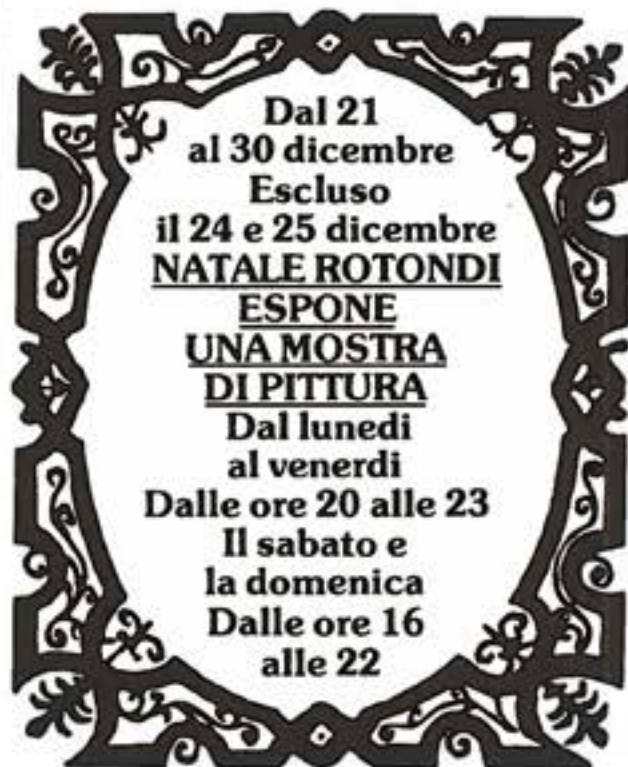 Dal 21
al 30 dicembre
Escluso
il 24 e 25 dicembre
NATALE ROTONDI
ESPONE
UNA MOSTRA
DI PITTURA
Dal lunedi
al venerdi
Dalle ore 20 alle 23
Il sabato e
la domenica
Dalle ore 16
alle 22